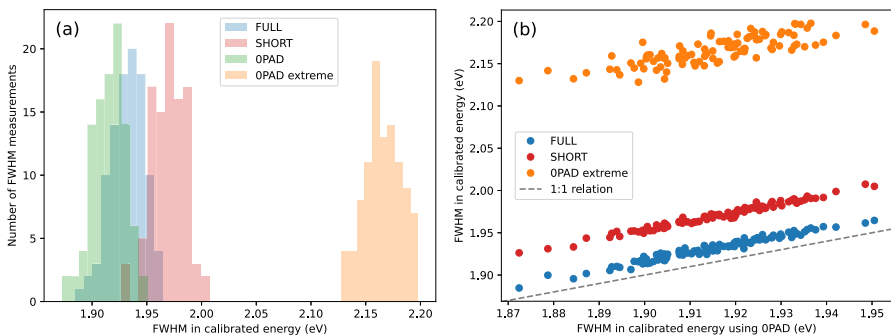 (a)
FULL
SHORT
0PAD
0PAD extreme
Number of FWHM measurements
20
15
10
5
0
1.90
1.95
2.00
2.05
2.10
2.15
2.20
FWHM in calibrated energy (eV)
(b)
FWHM in calibrated energy (eV)
2.20
2.15
2.10
2.05
2.00
1.95
1.90
FULL
SHORT
0PAD extreme
1:1 relation
1.87
1.88
1.89
1.90
1.91
1.92
1.93
1.94
1.95
FWHM in calibrated energy using 0PAD (eV)